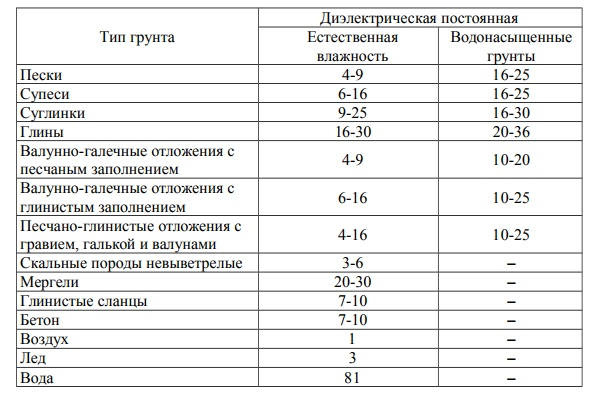 Тип грунта
Диэлектрическая постоянная
Естественная влажность
Водонасыщенные грунты
Пески 4-9 16-25
Супеси 6-16 16-25
Суглинки 9-25 16-30
Глины 16-30 20-36
Валунно-галечные отложения с
песчаным заполнением 4-9 10-20
Валунно-галечные отложения с
глинистым заполнением 6-16 10-25
Песчано-глинистые отложения с
гравием, галькой и валунами 4-16 10-25
Скальные породы невыветрелые 3-6 –
Мергели 20-30 –
Глинистые сланцы 7-10 –
Бетон 7-10 –
Воздух 1 –
Лед 3 –
Вода 81 –